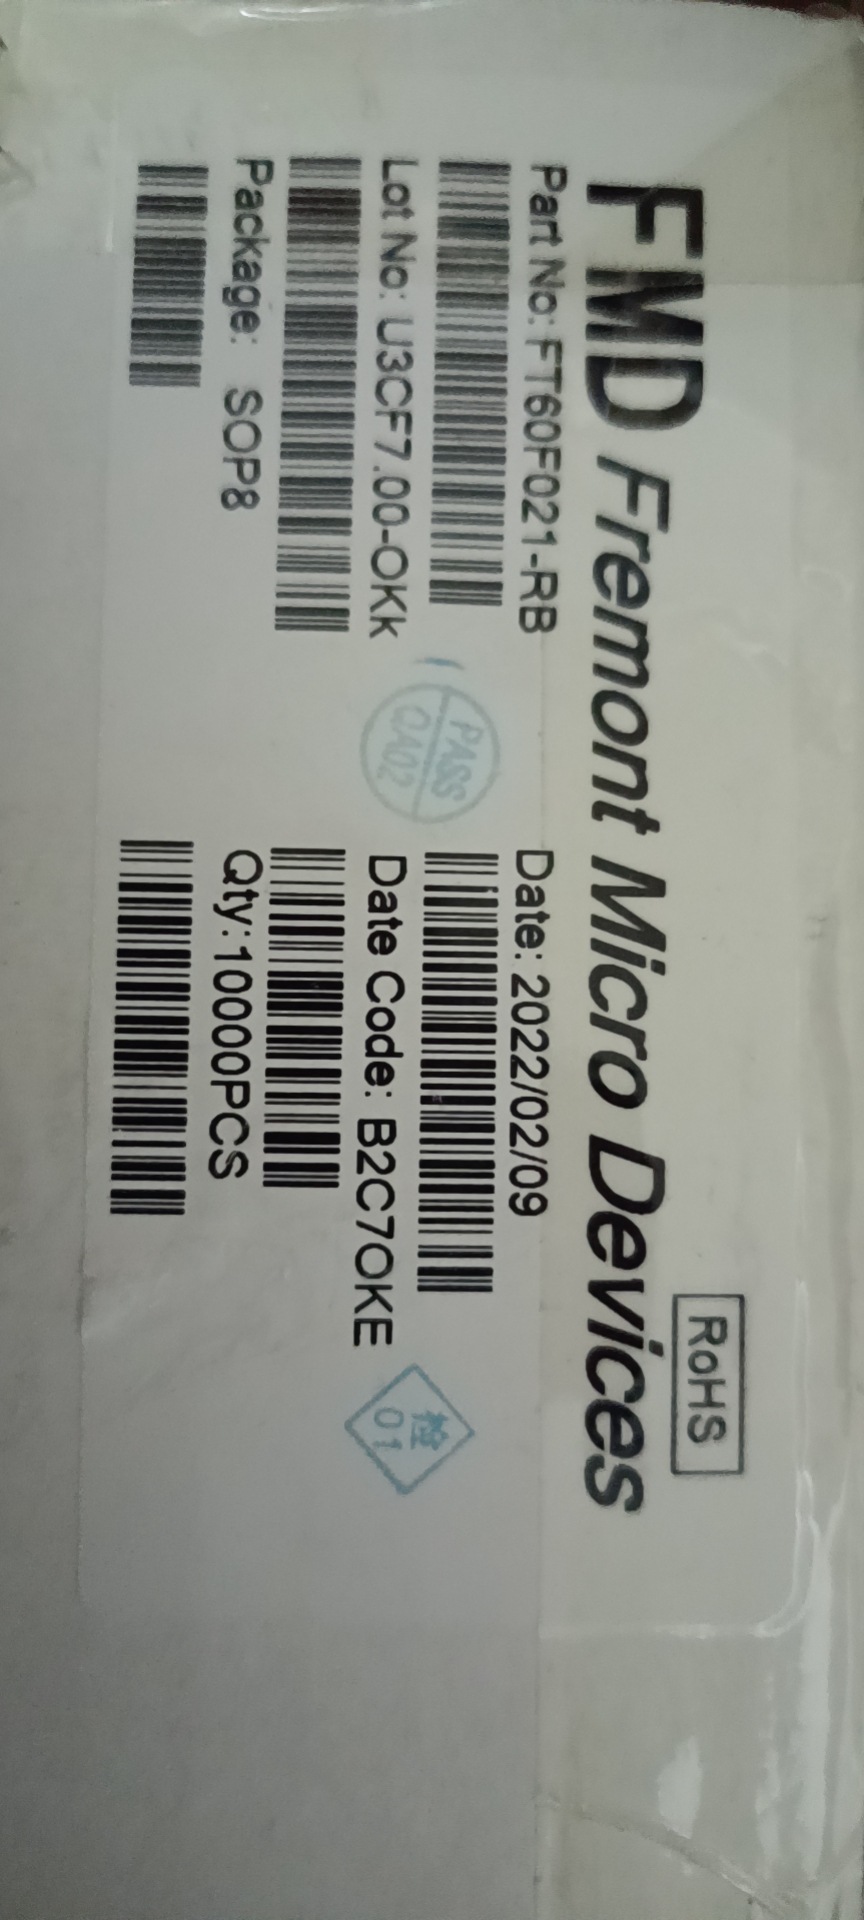 RoHS
FMD Fremont Micro Devices
Part No: FT60F021-RB
Date: 2022/02/09
Lot No: U3CF7.00-OKk
Date Code: B2C7OKE
Package: SOP8
Qty:10000PCS
PASS
QA02
检
01